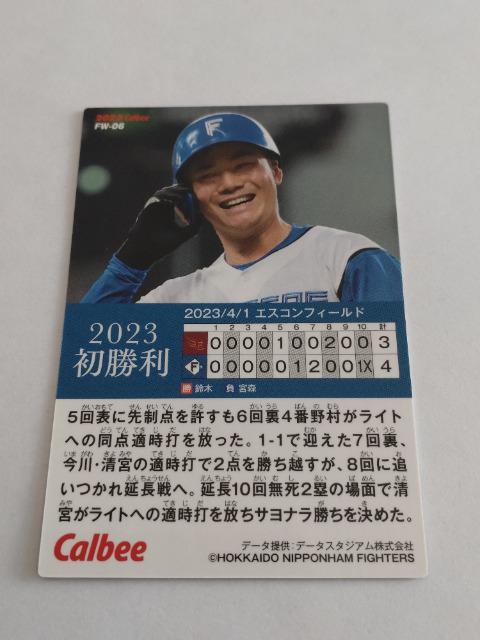 2023 Calbee
FW-06
F
2023
初勝利
2023/4/1 エスコンフィールド
1 2 3 4 5 6 7 8 9 10 計
0 0 0 0 1 0 0 2 0 0 3
F 0 0 0 0 0 1 2 0 0 1X 4
勝 鈴木 負 宮森
5回表に先制点を許すも6回裏4番野村がライト
への同点適時打を放った。1-1で迎えた7回裏、
今川・清宮の適時打で2点を勝ち越すが、8回に追
いつかれ延長戦へ。延長10回無死2塁の場面で清
宮がライトへの適時打を放ちサヨナラ勝ちを決めた。
Calbee
データ提供:データスタジアム株式会社
©HOKKAIDO NIPPONHAM FIGHTERS